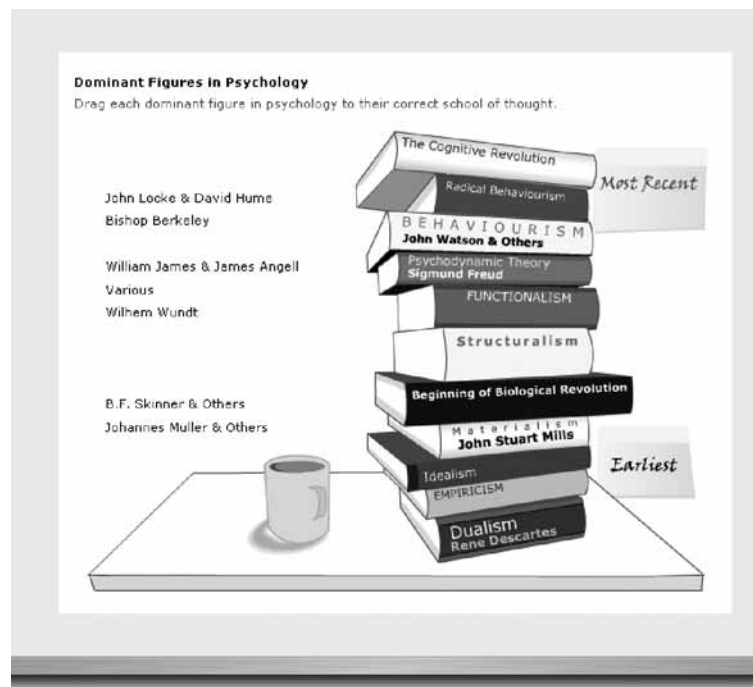 Dominant Figures in Psychology
Drag each dominant figure in psychology to their correct school of thought.
John Locke & David Hume
Bishop Berkeley
William James & James Angell
Various
Wilhem Wundt
B.F. Skinner & Others
Johannes Muller & Others
The Cognitive Revolution
Radical Behaviourism
BEHAVIOURISM
John Watson & Others
Psychodynamic Theory
Sigmund Freud
FUNCTIONALISM
Structuralism
Beginning of Biological Revolution
Materialism
John Stuart Mills
Idealism
EMPIRICISM
Dualism
Rene Descartes
Most Recent
Earliest